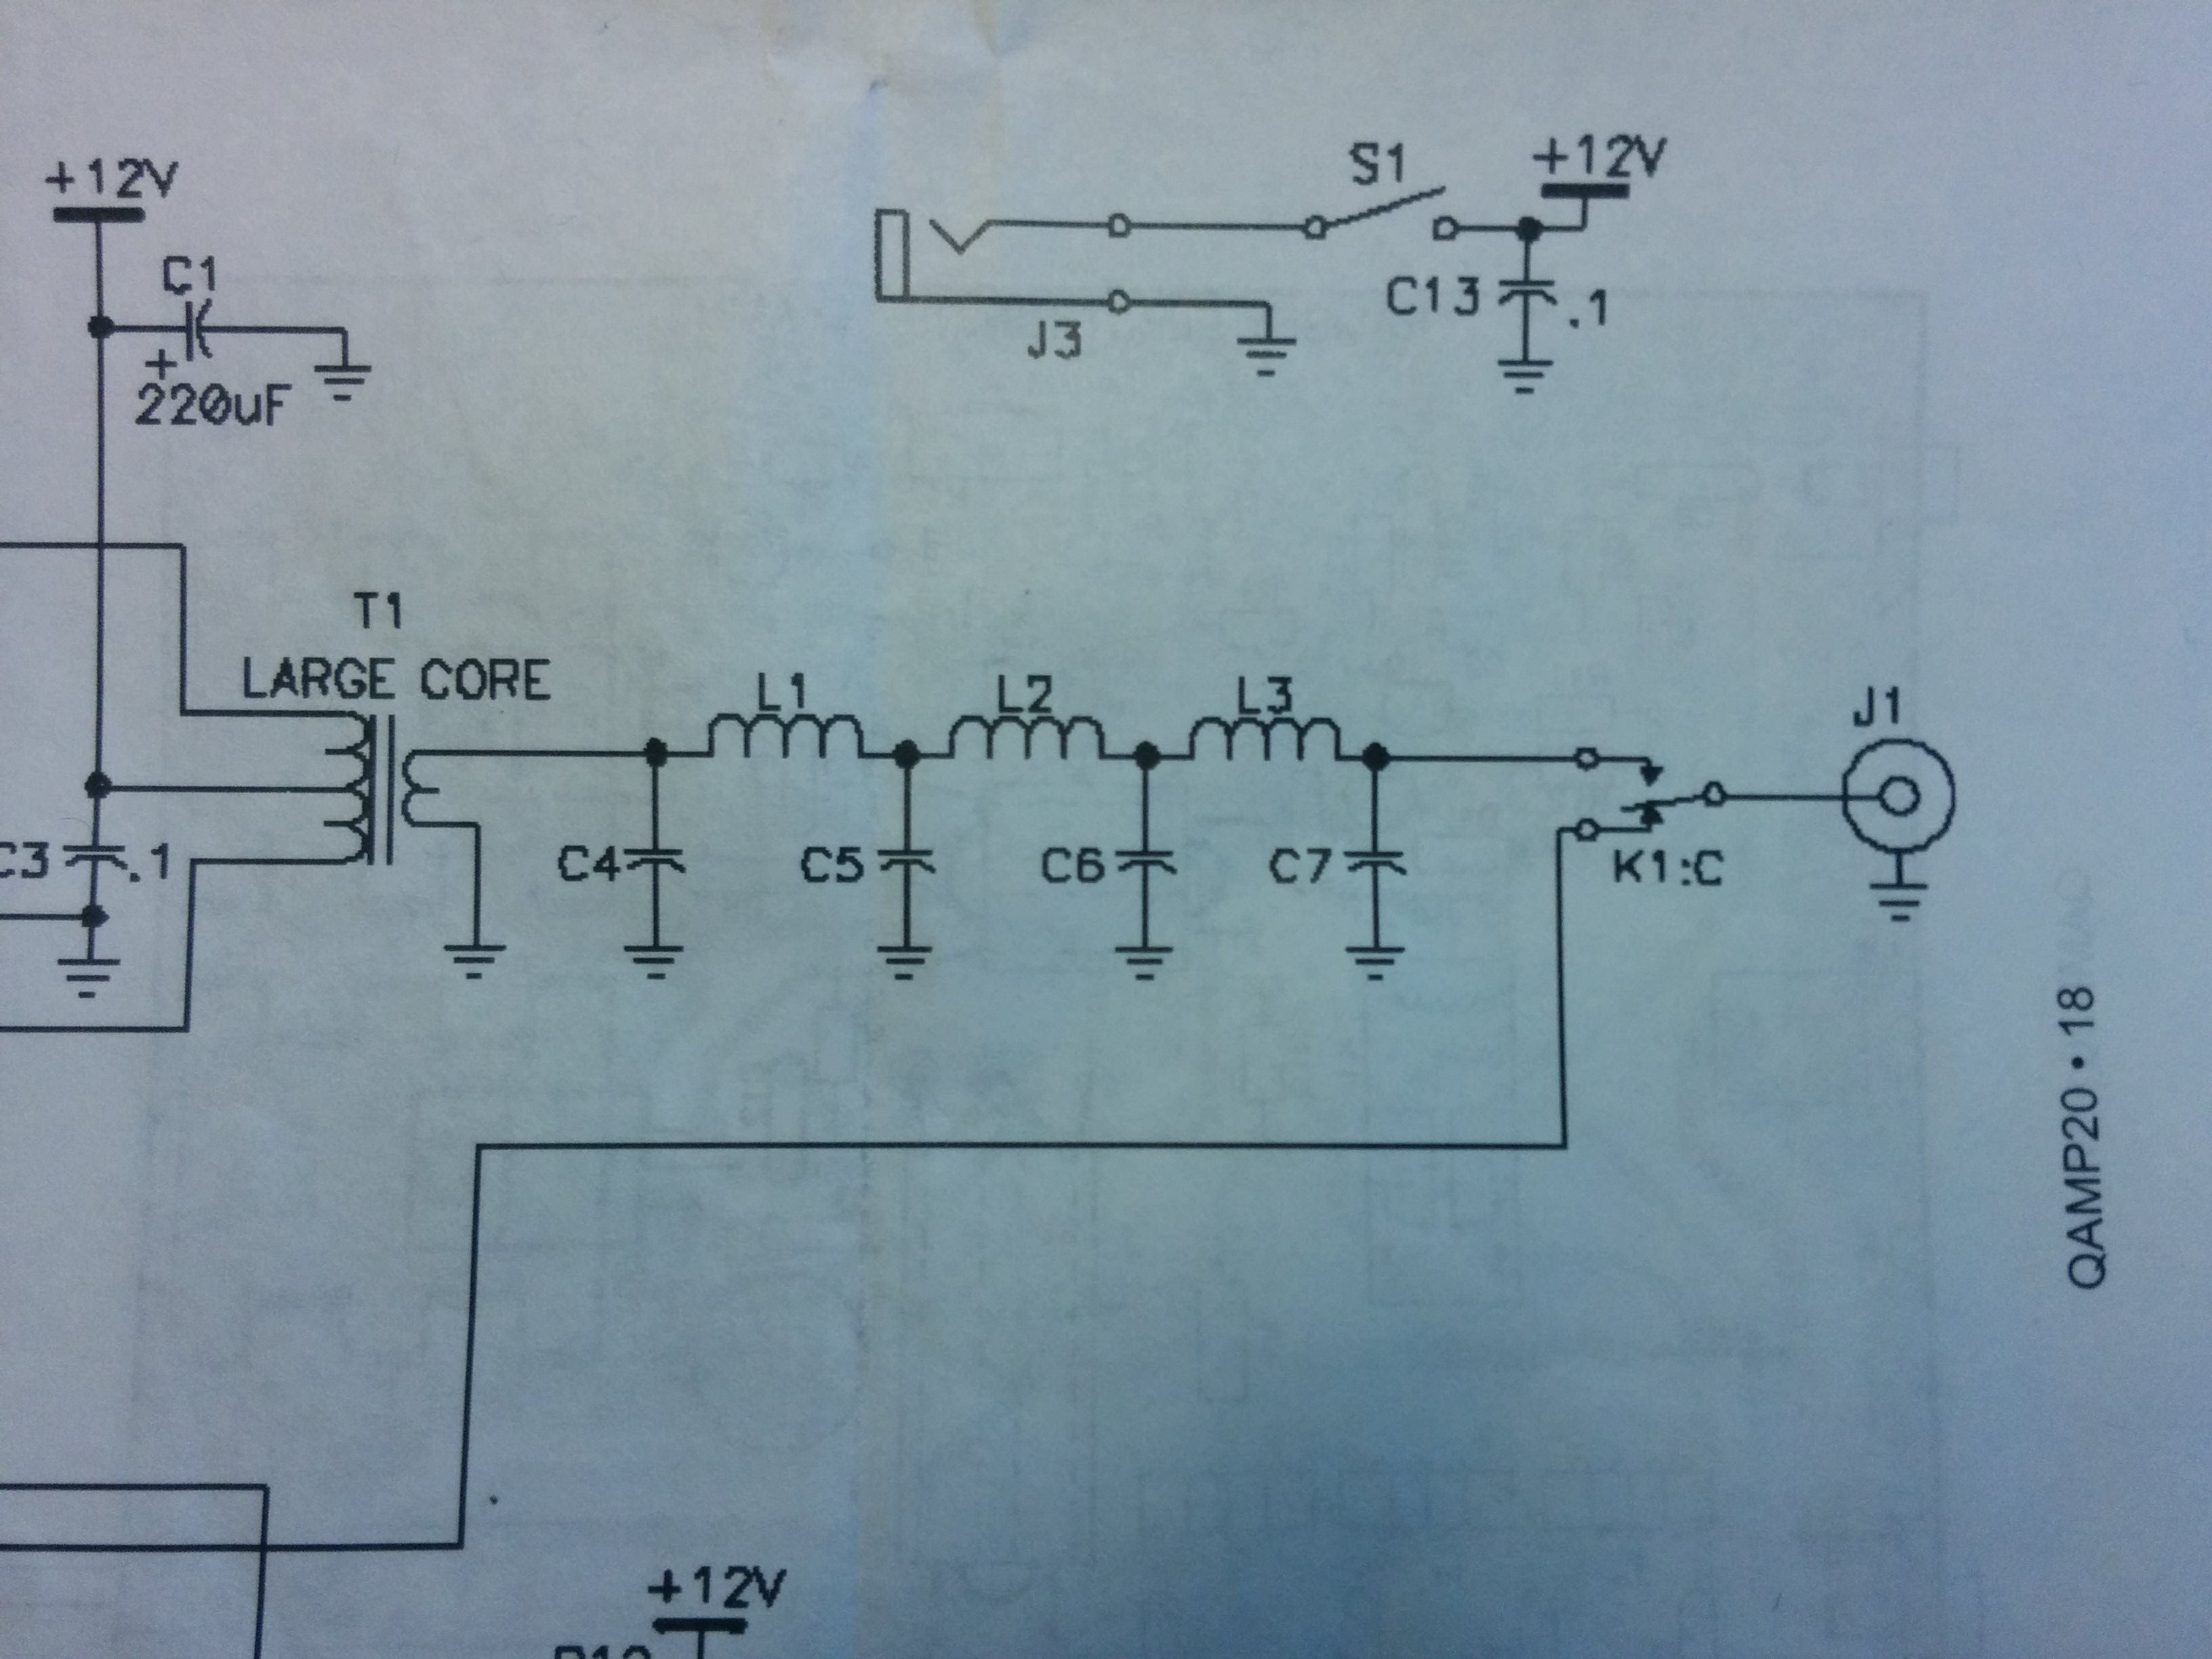 +12V
S1
+12V
C1
+
220uF
C13
.1
J3
T1
LARGE CORE
L1
L2
L3
J1
C3
.1
C4
C5
C6
C7
K1:C
QAMP20 • 18
+12V